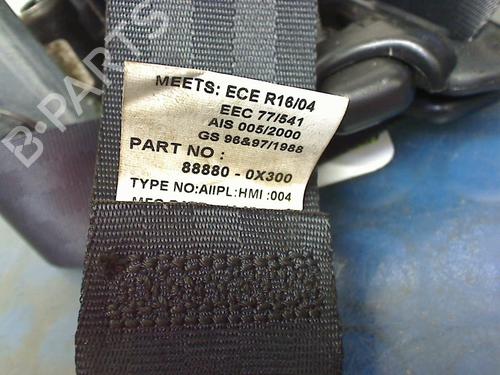 B-PARTS
MEETS: ECE R16/04
EEC 77/541
AIS 005/2000
GS 96&97/1988
PART NO :
88880 - 0X300
TYPE NO:AIIPL:HMI :004